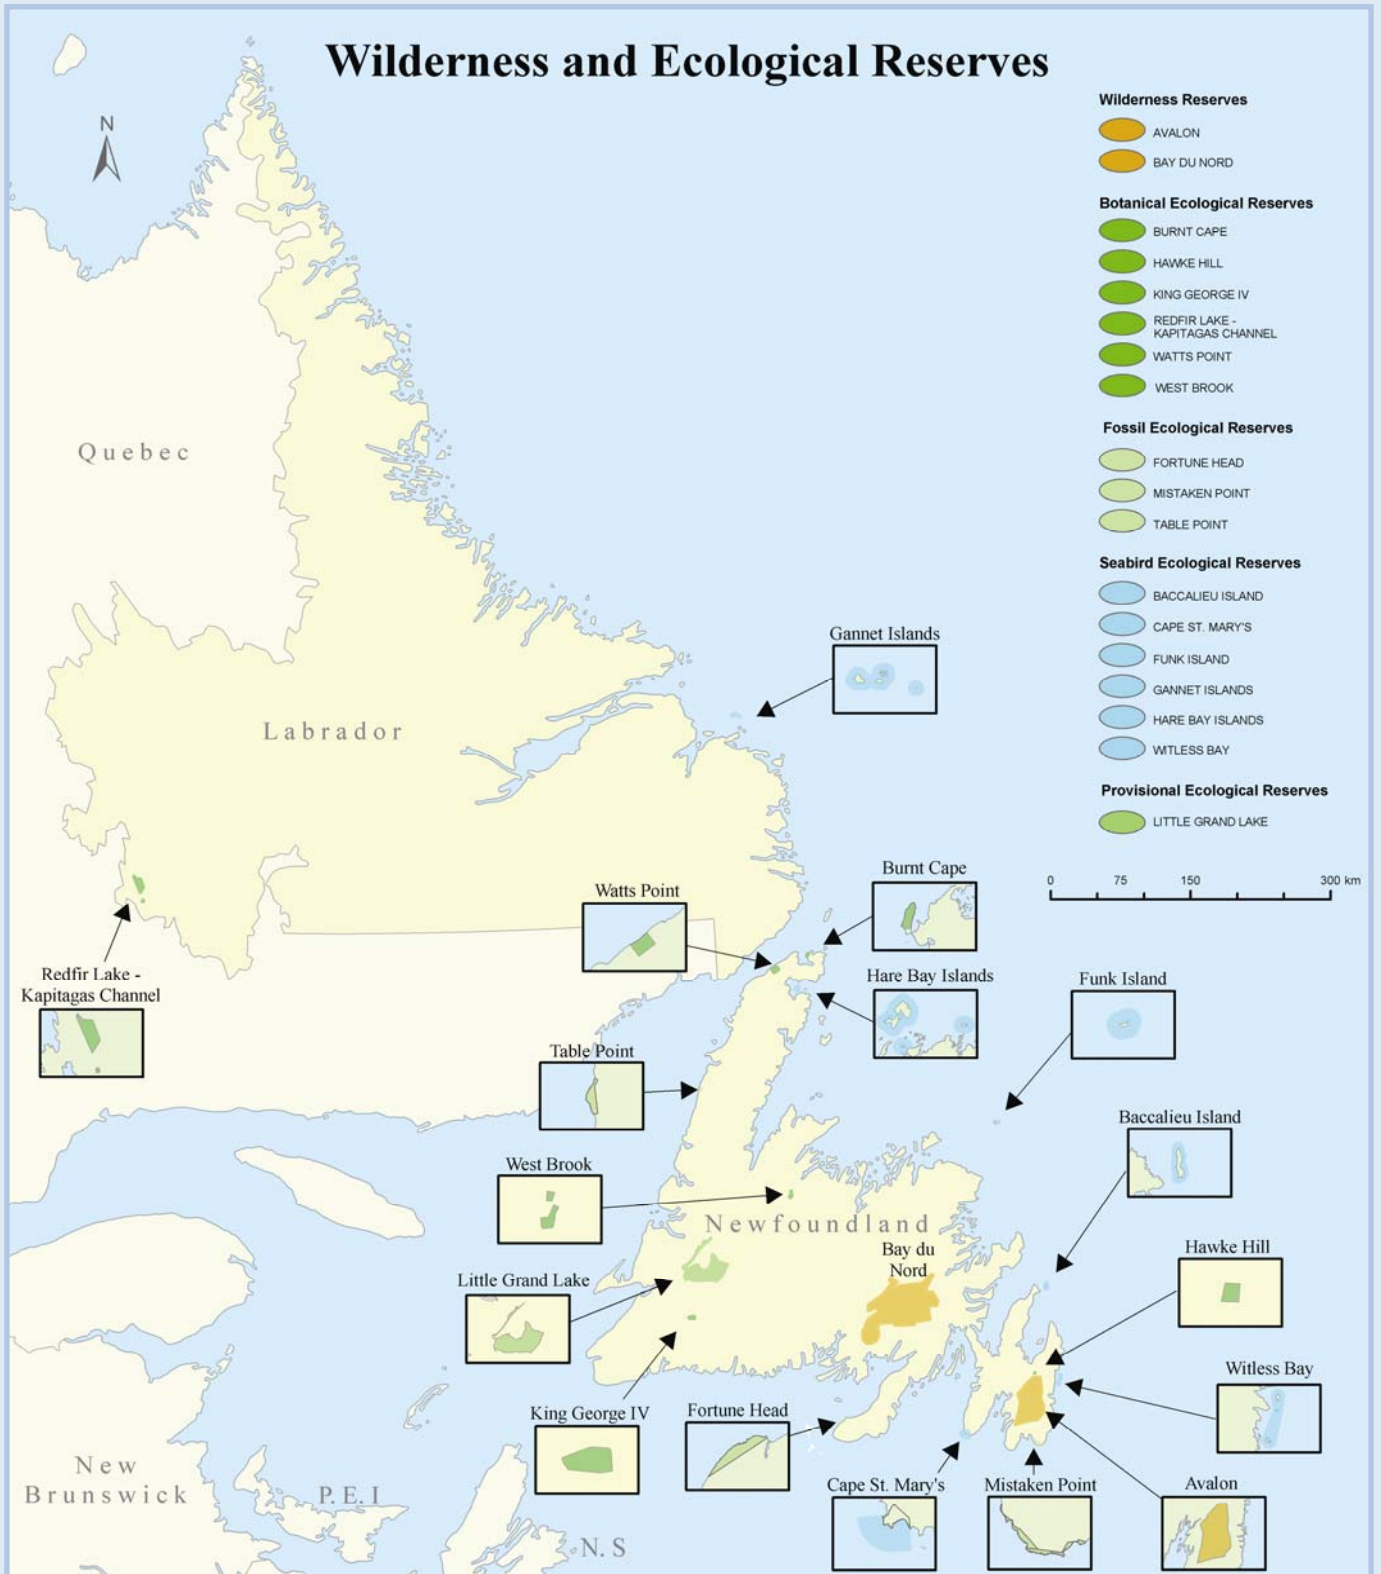 Wilderness and Ecological Reserves
N
Wilderness Reserves
AVALON
BAY DU NORD
Botanical Ecological Reserves
BURNT CAPE
HAWKE HILL
KING GEORGE IV
REDFIR LAKE -
KAPITAGAS CHANNEL
WATTS POINT
WEST BROOK
Fossil Ecological Reserves
FORTUNE HEAD
MISTAKEN POINT
TABLE POINT
Seabird Ecological Reserves
BACCALIEU ISLAND
CAPE ST. MARY'S
FUNK ISLAND
GANNET ISLANDS
HARE BAY ISLANDS
WITLESS BAY
Provisional Ecological Reserves
LITTLE GRAND LAKE
0 75 150 300 km
Quebec
Gannet Islands
Labrador
Burnt Cape
Watts Point
Redfir Lake -
Kapitagas Channel
Hare Bay Islands
Funk Island
Table Point
Baccalieu Island
West Brook
Newfoundland
Bay du
Nord
Hawke Hill
Little Grand Lake
Witless Bay
King George IV
Fortune Head
New
Brunswick
P.E.I
Cape St. Mary's
Mistaken Point
Avalon
N.S